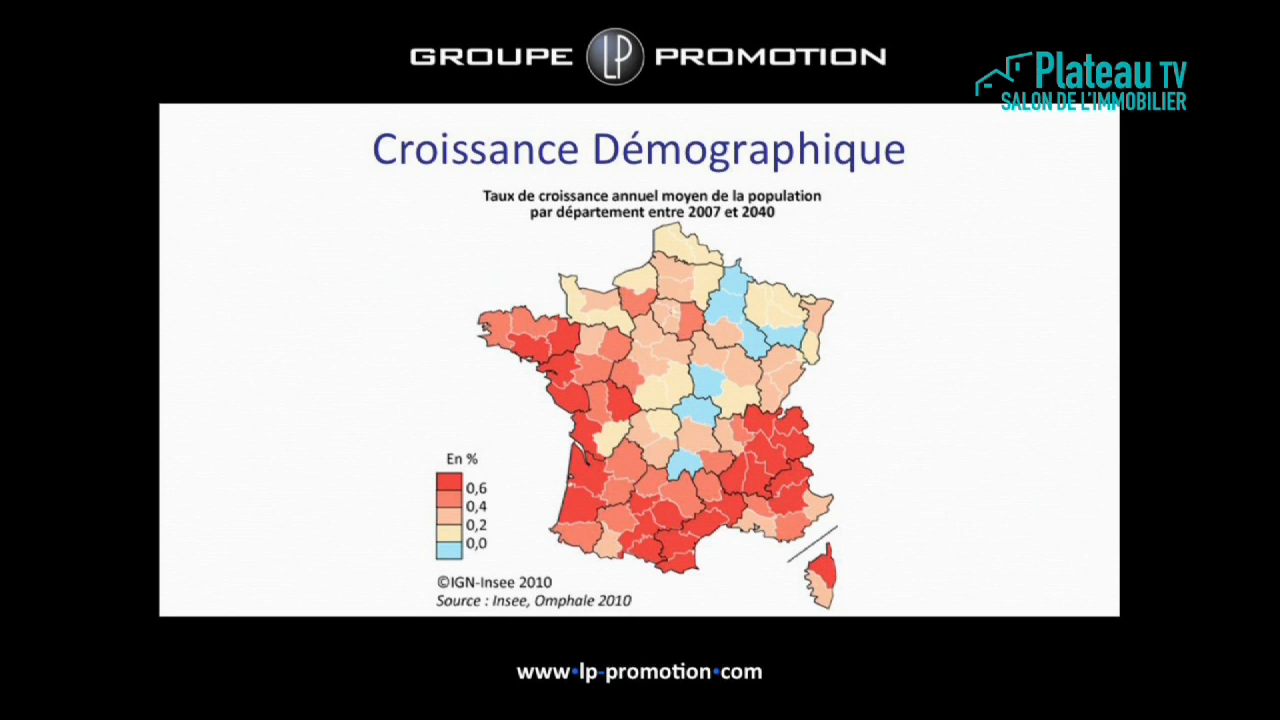 GROUPE LP PROMOTION
Plateau TV
SALON DE L'IMMOBILIER
Croissance Démographique
Taux de croissance annuel moyen de la population
par département entre 2007 et 2040
En %
0,6
0,4
0,2
0,0
©IGN-Insee 2010
Source : Insee, Omphale 2010
www•lp-promotion•com